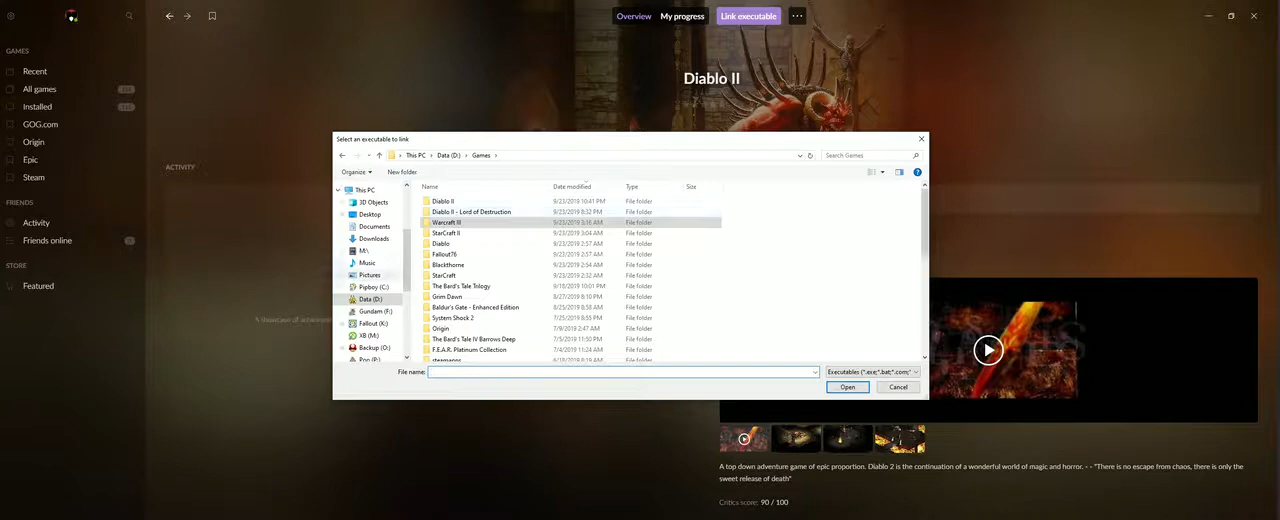 Overview My progress Link executable
Diablo II
GAMES
Recent
All games
Installed
GOG.com
Origin
Epic
Steam
FRIENDS
Activity
Friends online
STORE
Featured
ACTIVITY
Select an executable to link
This PC > Data (D:) > Games >
Search Games
Organize New folder
This PC
3D Objects
Desktop
Documents
Downloads
M:\
Music
Pictures
Pipboy (C:)
Data (D:)
Gundam (F:)
Fallout (K:)
XB (M:)
Backup (O:)
Pop (P:)
Name Date modified Type Size
Diablo II 9/23/2019 10:41 PM File folder
Diablo II - Lord of Destruction 9/23/2019 8:32 PM File folder
Warcraft III 9/23/2019 3:16 AM File folder
StarCraft II 9/23/2019 3:04 AM File folder
Diablo 9/23/2019 2:57 AM File folder
Fallout76 9/23/2019 2:57 AM File folder
Blackthorne 9/23/2019 2:54 AM File folder
StarCraft 9/23/2019 2:32 AM File folder
The Bard's Tale Trilogy 9/18/2019 10:01 PM File folder
Grim Dawn 8/27/2019 8:10 PM File folder
Baldur's Gate - Enhanced Edition 8/25/2019 8:58 AM File folder
System Shock 2 7/25/2019 8:55 PM File folder
Origin 7/9/2019 2:47 AM File folder
The Bard's Tale IV Barrows Deep 7/5/2019 11:50 PM File folder
F.E.A.R. Platinum Collection 7/4/2019 11:24 AM File folder
steamapps 6/18/2019 8:19 AM File folder
File name: Executables (*.exe;*.bat;*.com;*
Open Cancel
A top down adventure game of epic proportion. Diablo 2 is the continuation of a wonderful world of magic and horror. - - "There is no escape from chaos, there is only the
sweet release of death"
Critics score: 90 / 100